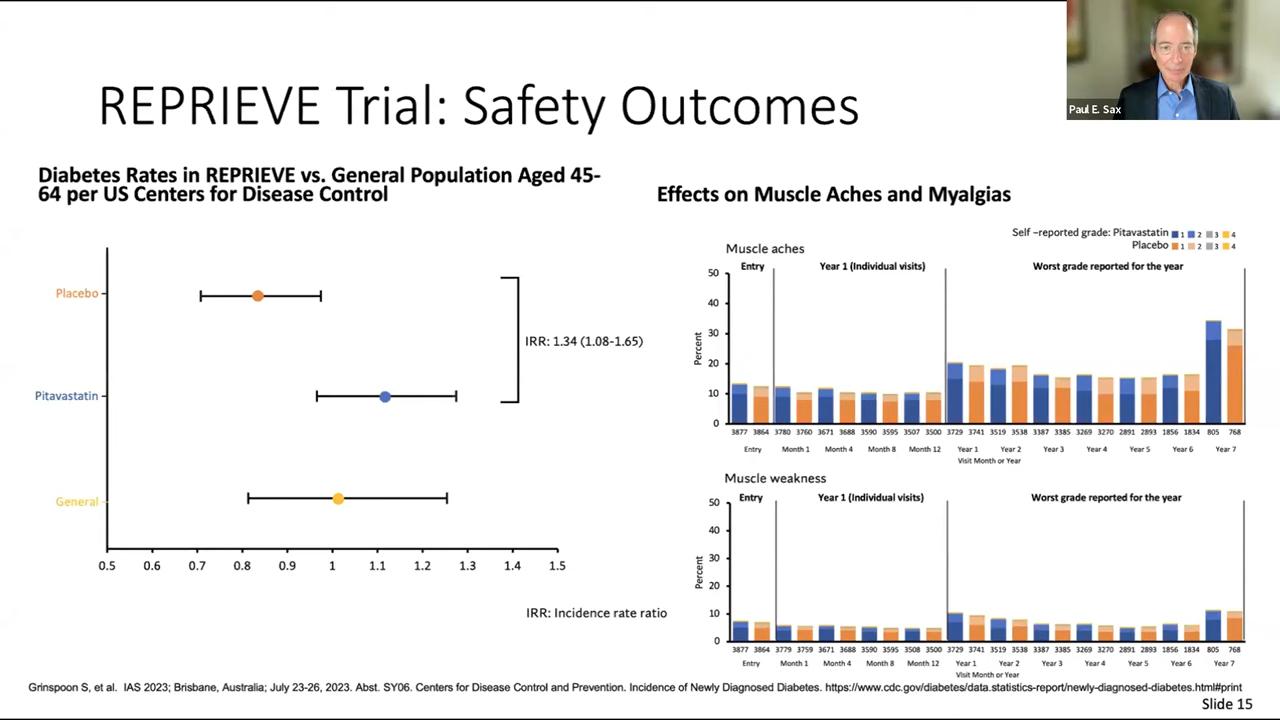 REPRIEVE Trial: Safety Outcomes
Paul E. Sax
Diabetes Rates in REPRIEVE vs. General Population Aged 45-
64 per US Centers for Disease Control
Placebo
Pitavastatin
General
IRR: 1.34 (1.08-1.65)
0.5 0.6 0.7 0.8 0.9 1 1.1 1.2 1.3 1.4 1.5
IRR: Incidence rate ratio
Effects on Muscle Aches and Myalgias
Self –reported grade: Pitavastatin 1 2 3 4
Placebo 1 2 3 4
Muscle aches
Entry Year 1 (Individual visits) Worst grade reported for the year
Percent
50
40
30
20
10
0
3877 3864 3780 3760 3671 3688 3590 3595 3507 3500 3729 3741 3519 3538 3387 3385 3269 3270 2891 2893 1856 1834 805 768
Entry Month 1 Month 4 Month 8 Month 12 Year 1 Year 2 Year 3 Year 4 Year 5 Year 6 Year 7
Visit Month or Year
Muscle weakness
Entry Year 1 (Individual visits) Worst grade reported for the year
Percent
50
40
30
20
10
0
3877 3864 3779 3759 3671 3688 3590 3595 3508 3500 3729 3741 3519 3538 3387 3385 3269 3270 2891 2893 1856 1834 805 768
Entry Month 1 Month 4 Month 8 Month 12 Year 1 Year 2 Year 3 Year 4 Year 5 Year 6 Year 7
Visit Month or Year
Grinspoon S, et al. IAS 2023; Brisbane, Australia; July 23-26, 2023. Abst. SY06. Centers for Disease Control and Prevention. Incidence of Newly Diagnosed Diabetes. https://www.cdc.gov/diabetes/data.statistics-report/newly-diagnosed-diabetes.html#print
Slide 15